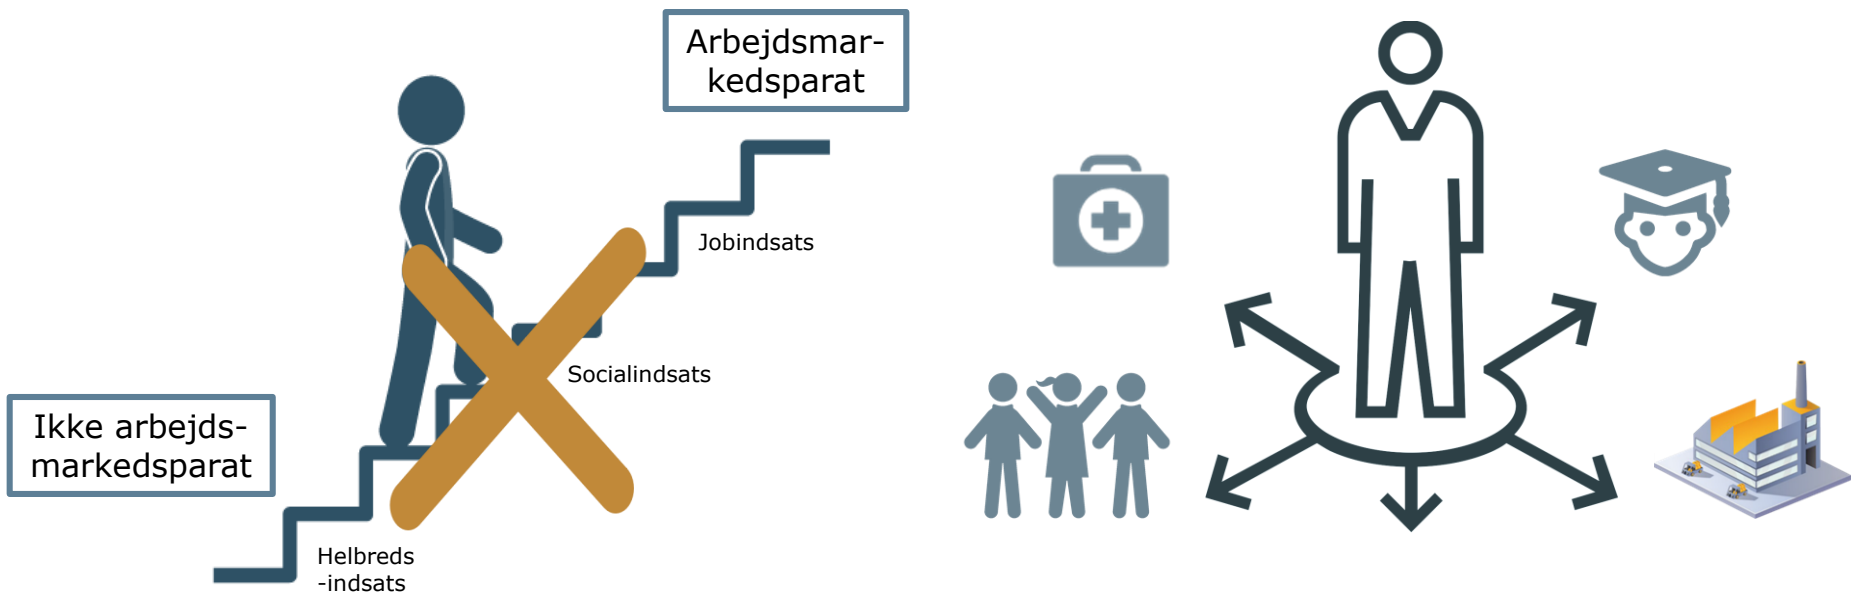 Arbejdsmar-
kedsparat
Jobindsats
Socialindsats
Ikke arbejds-
markedsparat
Helbreds
-indsats